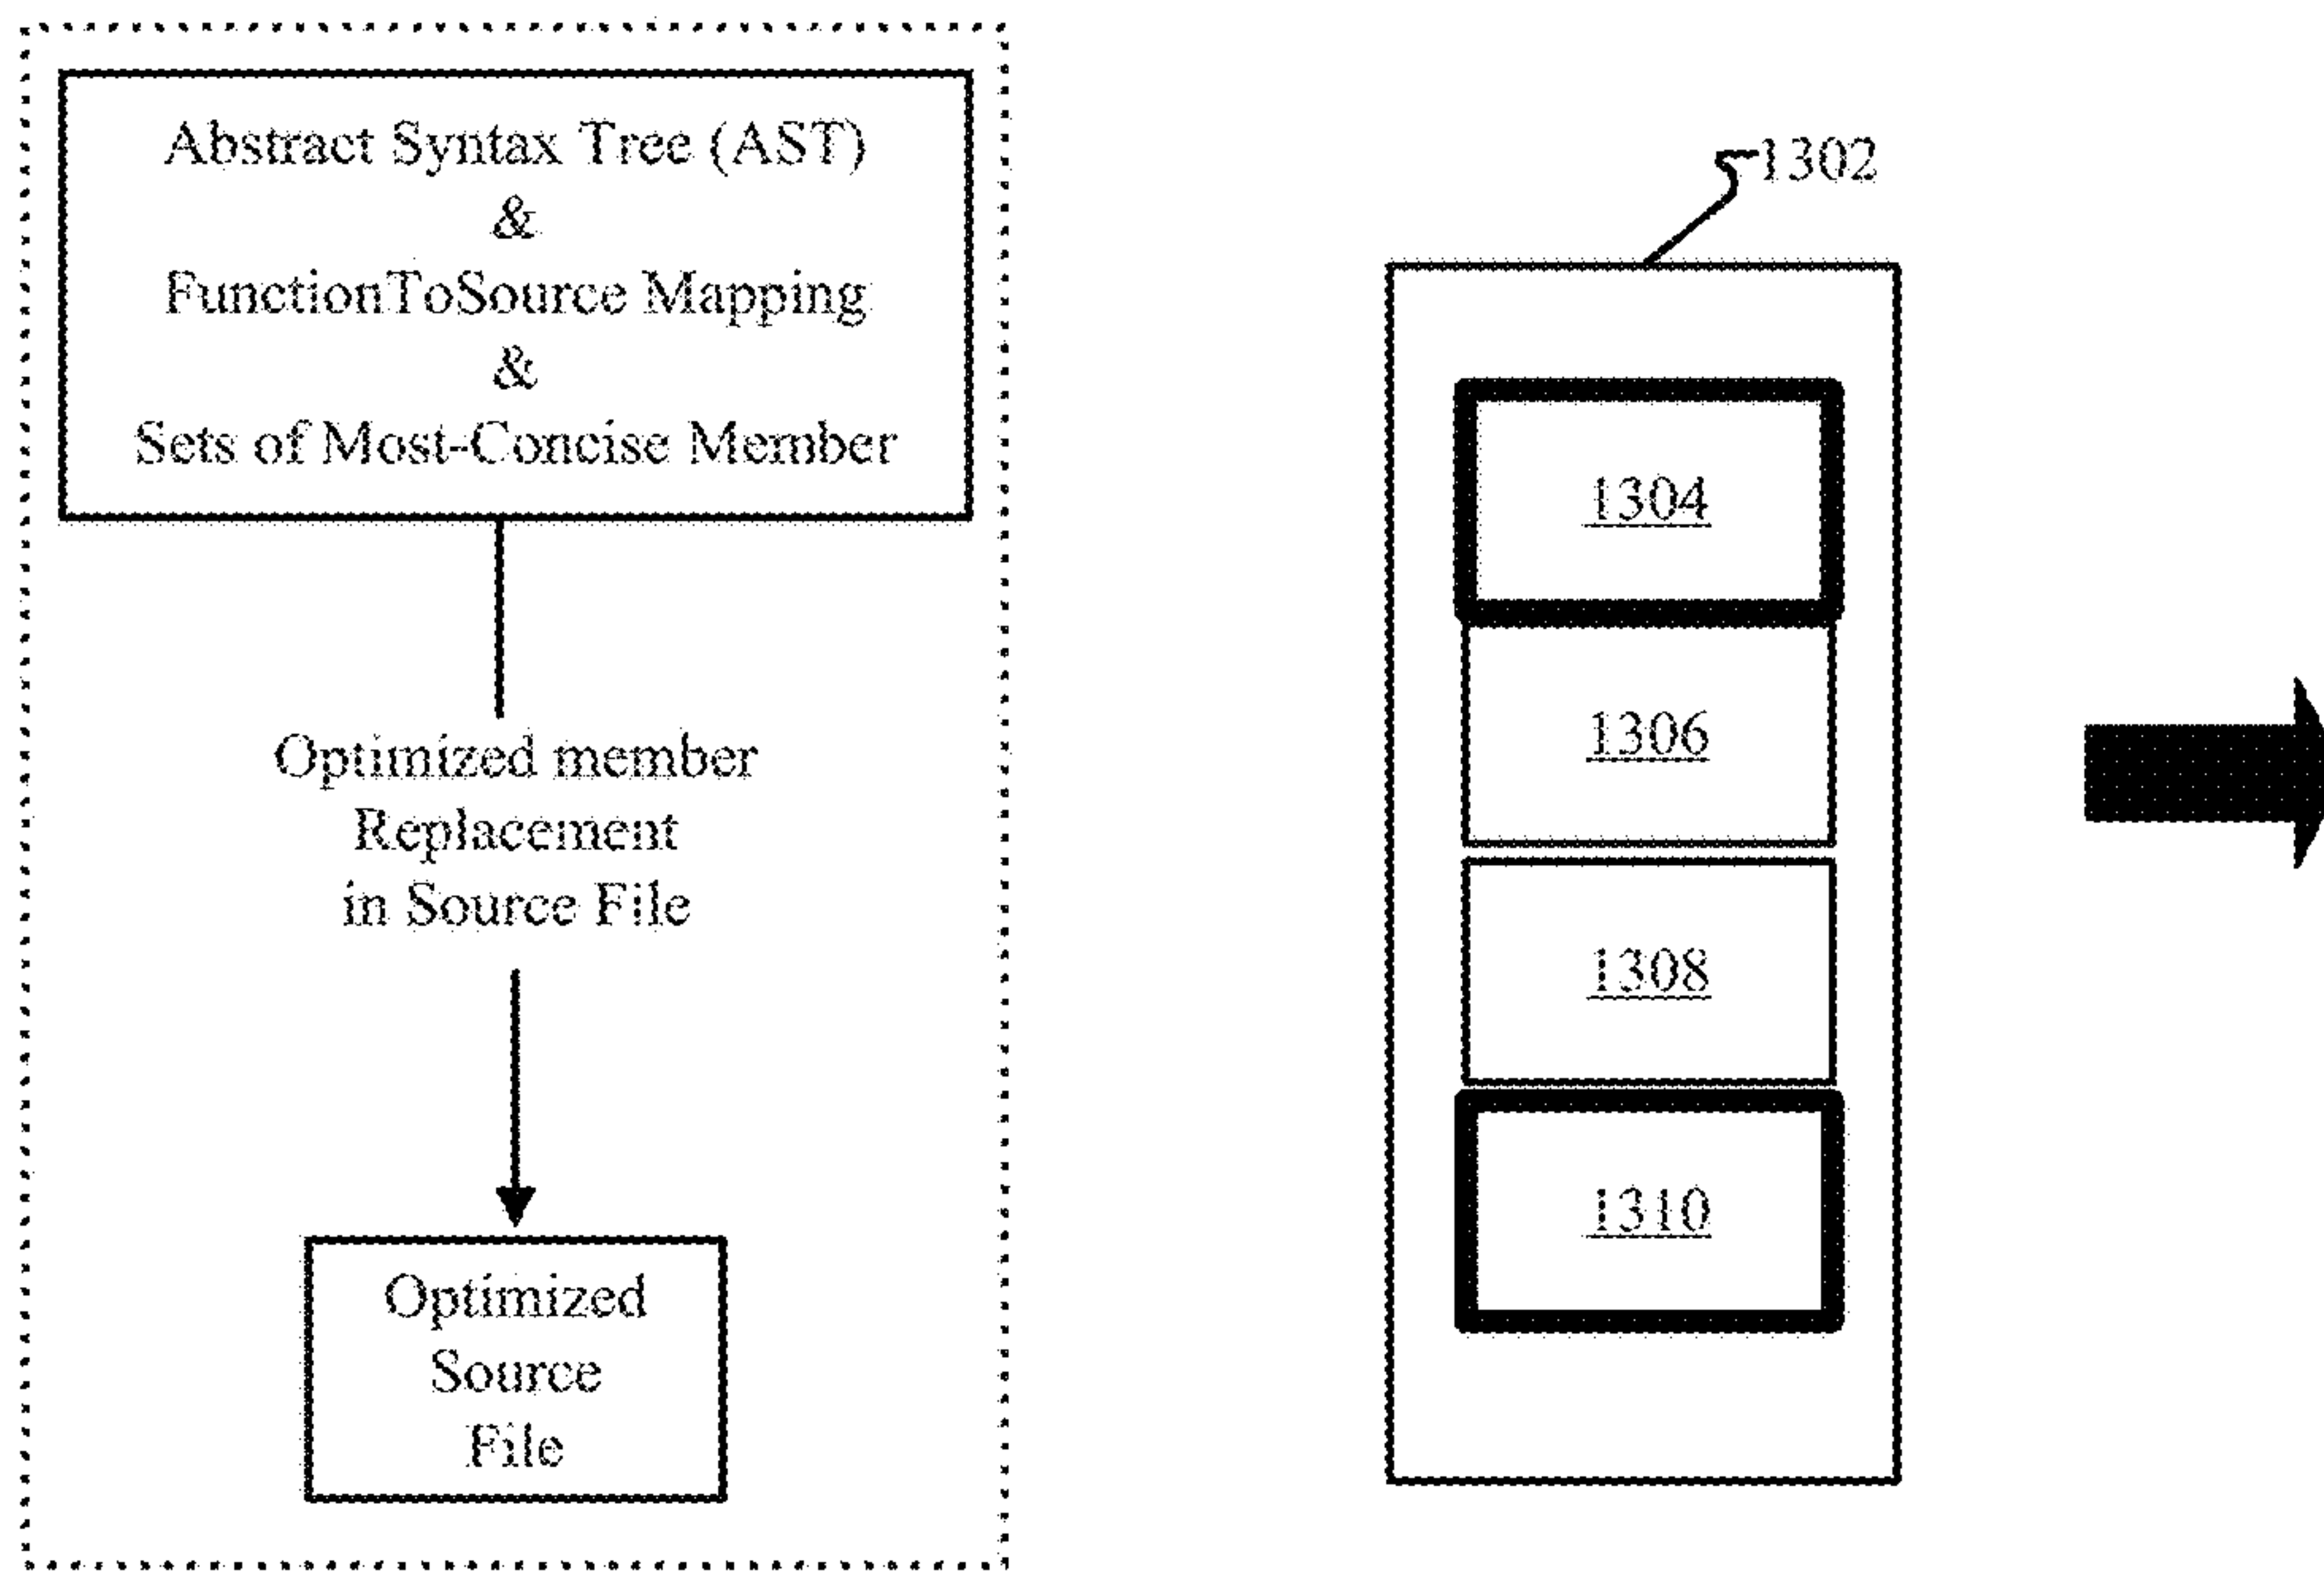 Abstract Syntax Tree (AST)
&
FunctionToSource Mapping
&
Sets of Most-Concise Member
Optimized member
Replacement
in Source File
Optimized
Source
File
1302
1304
1306
1308
1310